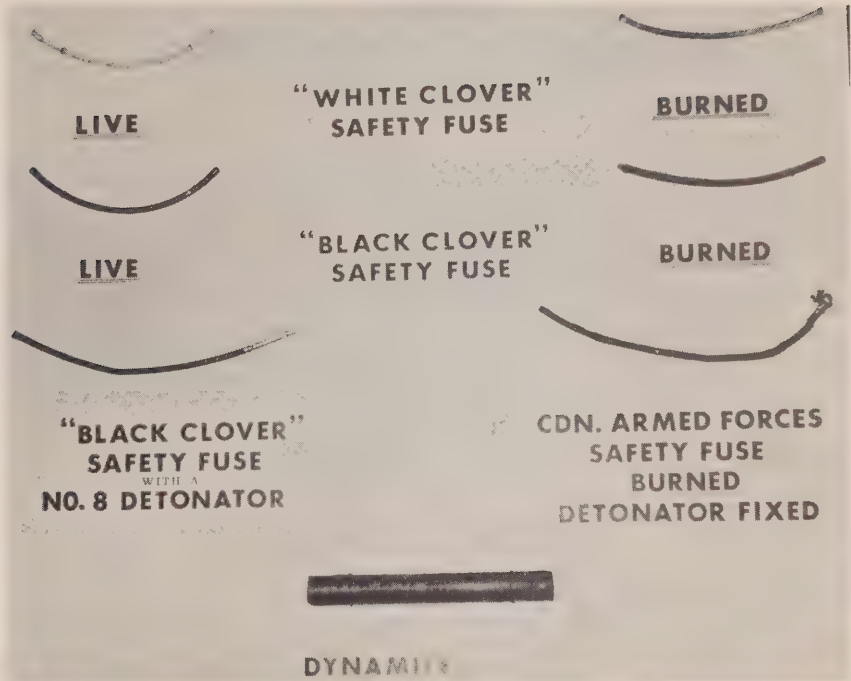 "WHITE CLOVER"
SAFETY FUSE
LIVE
BURNED
"BLACK CLOVER"
SAFETY FUSE
LIVE
BURNED
"BLACK CLOVER"
SAFETY FUSE
WITH A
NO. 8 DETONATOR
CDN. ARMED FORCES
SAFETY FUSE
BURNED
DETONATOR FIXED
DYNAMITE